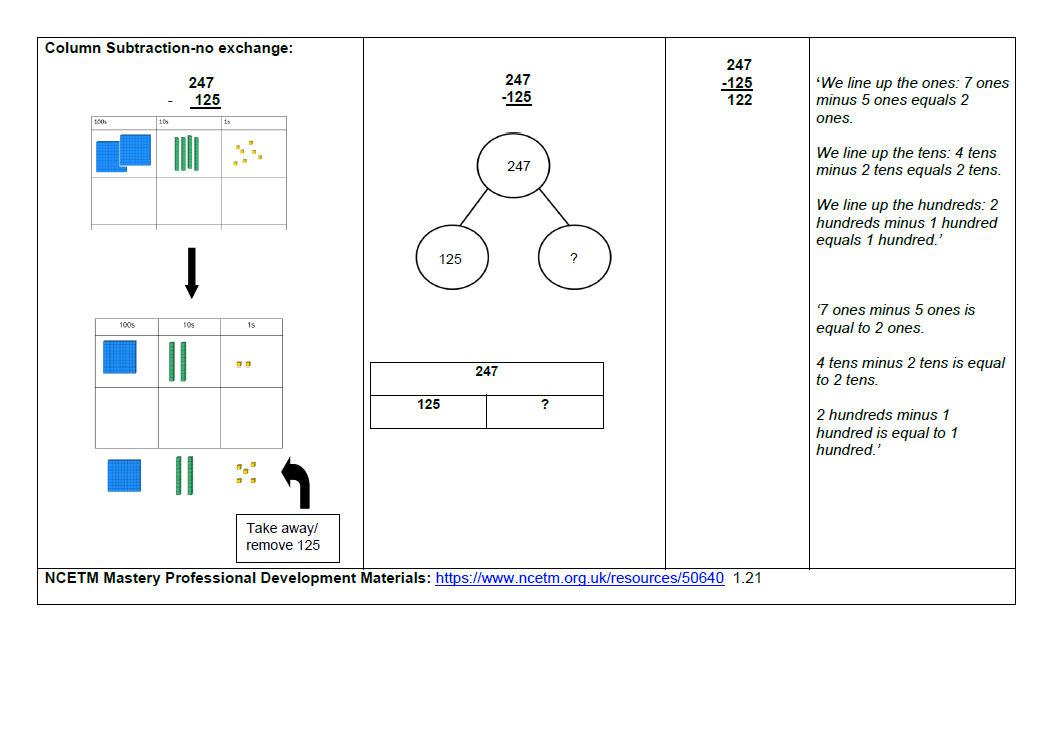 Column Subtraction-no exchange:
247
- 125
100s 10s 1s
100s 10s 1s
Take away/
remove 125
247
-125
247
125 ?
247
125 ?
247
-125
122
‘We line up the ones: 7 ones
minus 5 ones equals 2
ones.
We line up the tens: 4 tens
minus 2 tens equals 2 tens.
We line up the hundreds: 2
hundreds minus 1 hundred
equals 1 hundred.’
‘7 ones minus 5 ones is
equal to 2 ones.
4 tens minus 2 tens is equal
to 2 tens.
2 hundreds minus 1
hundred is equal to 1
hundred.’
NCETM Mastery Professional Development Materials: https://www.ncetm.org.uk/resources/50640 1.21